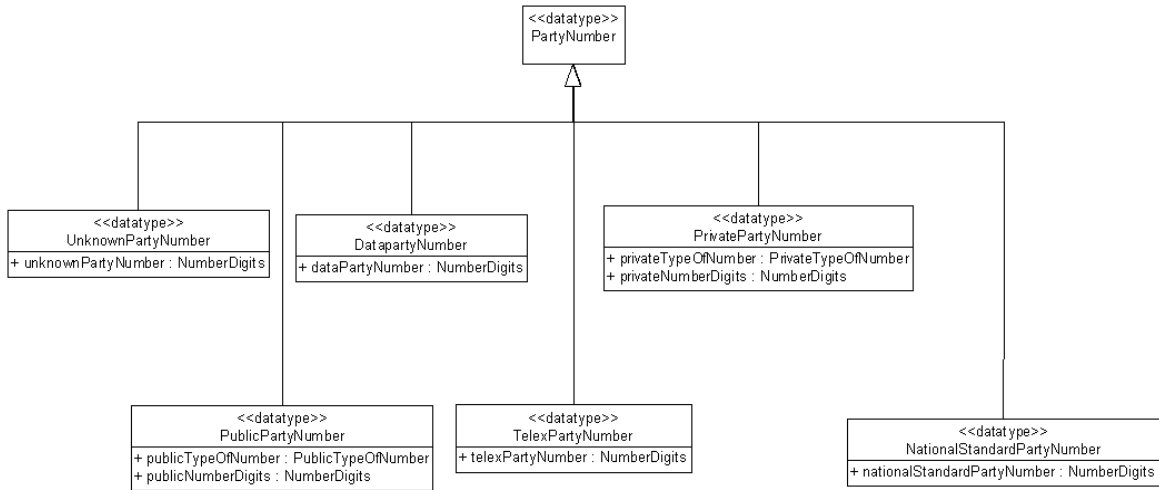 <<datatype>>
PartyNumber
<<datatype>>
UnknownPartyNumber
+ unknownPartyNumber : NumberDigits
<<datatype>>
DatapartyNumber
+ dataPartyNumber : NumberDigits
<<datatype>>
PrivatePartyNumber
+ privateTypeOfNumber : PrivateTypeOfNumber
+ privateNumberDigits : NumberDigits
<<datatype>>
PublicPartyNumber
+ publicTypeOfNumber : PublicTypeOfNumber
+ publicNumberDigits : NumberDigits
<<datatype>>
TelexPartyNumber
+ telexPartyNumber : NumberDigits
<<datatype>>
NationalStandardPartyNumber
+ nationalStandardPartyNumber : NumberDigits